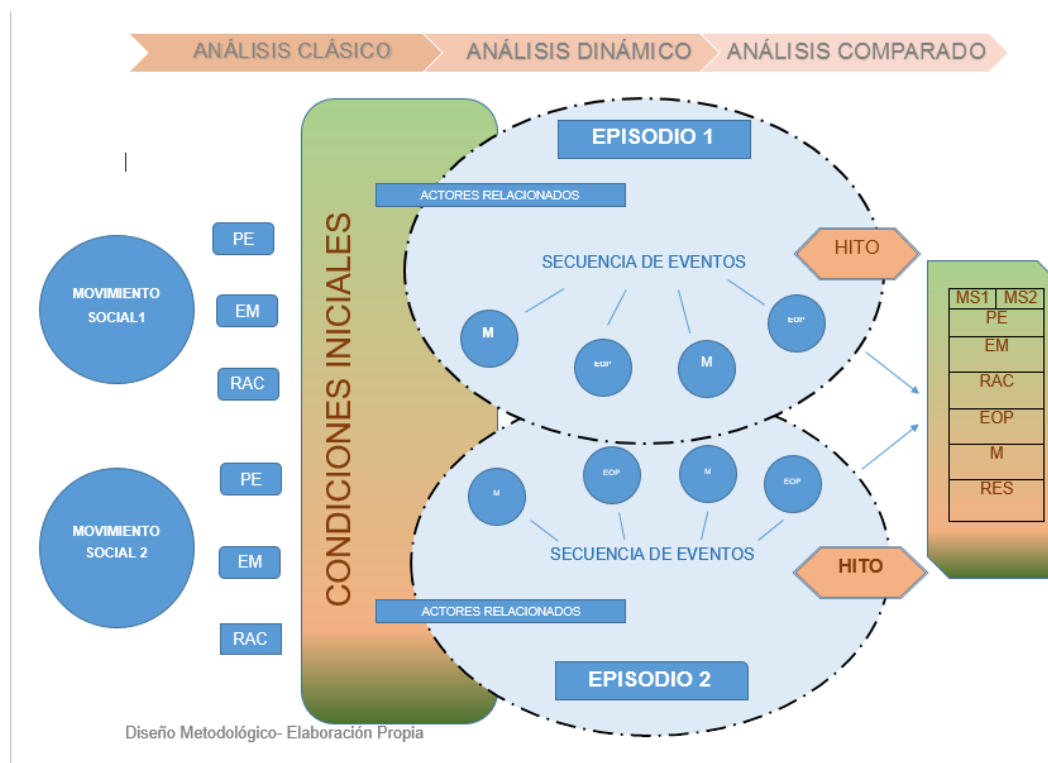 ANÁLISIS CLÁSICO
ANÁLISIS DINÁMICO
ANÁLISIS COMPARADO
MOVIMIENTO
SOCIAL1
PE
EM
RAC
MOVIMIENTO
SOCIAL 2
PE
EM
RAC
CONDICIONES INICIALES
EPISODIO 1
ACTORES RELACIONADOS
SECUENCIA DE EVENTOS
M
EOP
M
EOP
HITO
M
EOP
M
EOP
SECUENCIA DE EVENTOS
HITO
ACTORES RELACIONADOS
EPISODIO 2
MS1 MS2
PE
EM
RAC
EOP
M
RES
Diseño Metodológico- Elaboración Propia